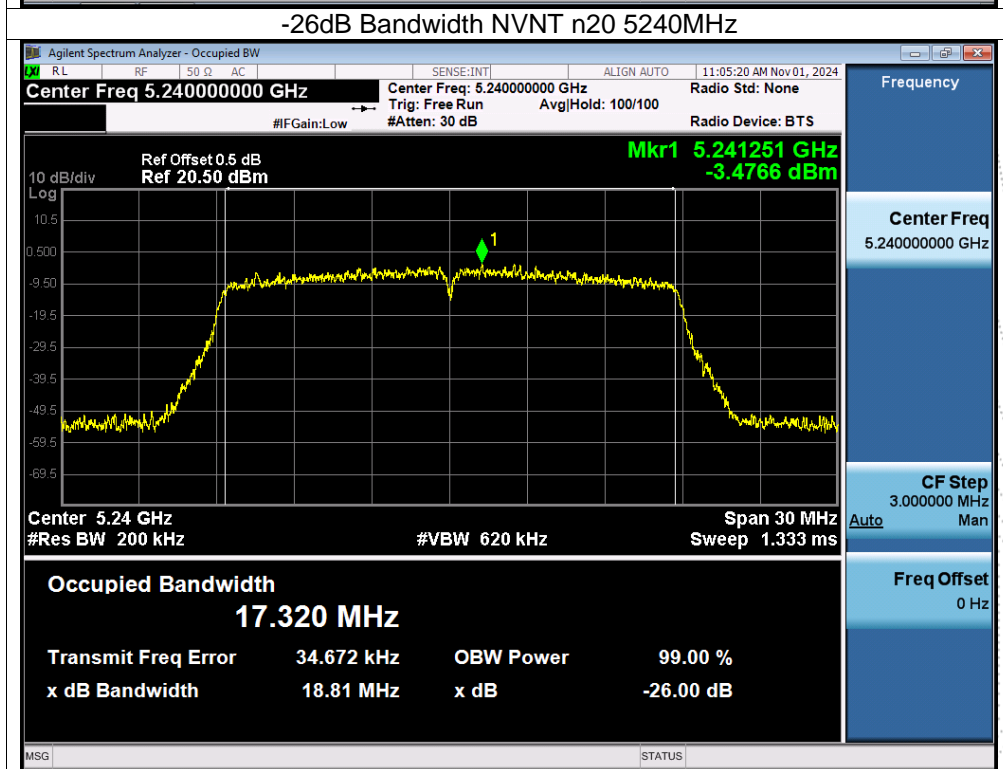 -26dB Bandwidth NVNT n20 5240MHz
Agilent Spectrum Analyzer - Occupied BW
LXI RL RF 50 Ω AC SENSE:INT ALIGN AUTO 11:05:20 AM Nov 01, 2024
Center Freq 5.240000000 GHz
Center Freq: 5.240000000 GHz Radio Std: None
Trig: Free Run Avg|Hold: 100/100
#IFGain:Low #Atten: 30 dB Radio Device: BTS
Frequency
Mkr1 5.241251 GHz
-3.4766 dBm
Ref Offset 0.5 dB
10 dB/div Ref 20.50 dBm
Log
10.5
0.500
-9.50
-19.5
-29.5
-39.5
-49.5
-59.5
-69.5
1
Center 5.24 GHz Span 30 MHz
#Res BW 200 kHz #VBW 620 kHz Sweep 1.333 ms
Center Freq
5.240000000 GHz
CF Step
3.000000 MHz
Auto Man
Freq Offset
0 Hz
Occupied Bandwidth
17.320 MHz
Transmit Freq Error 34.672 kHz OBW Power 99.00 %
x dB Bandwidth 18.81 MHz x dB -26.00 dB
MSG STATUS